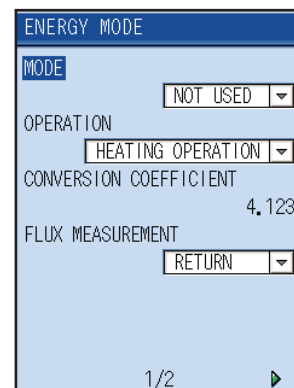 ENERGY MODE
MODE
NOT USED
OPERATION
HEATING OPERATION
CONVERSION COEFFICIENT
4.123
FLUX MEASUREMENT
RETURN
1/2